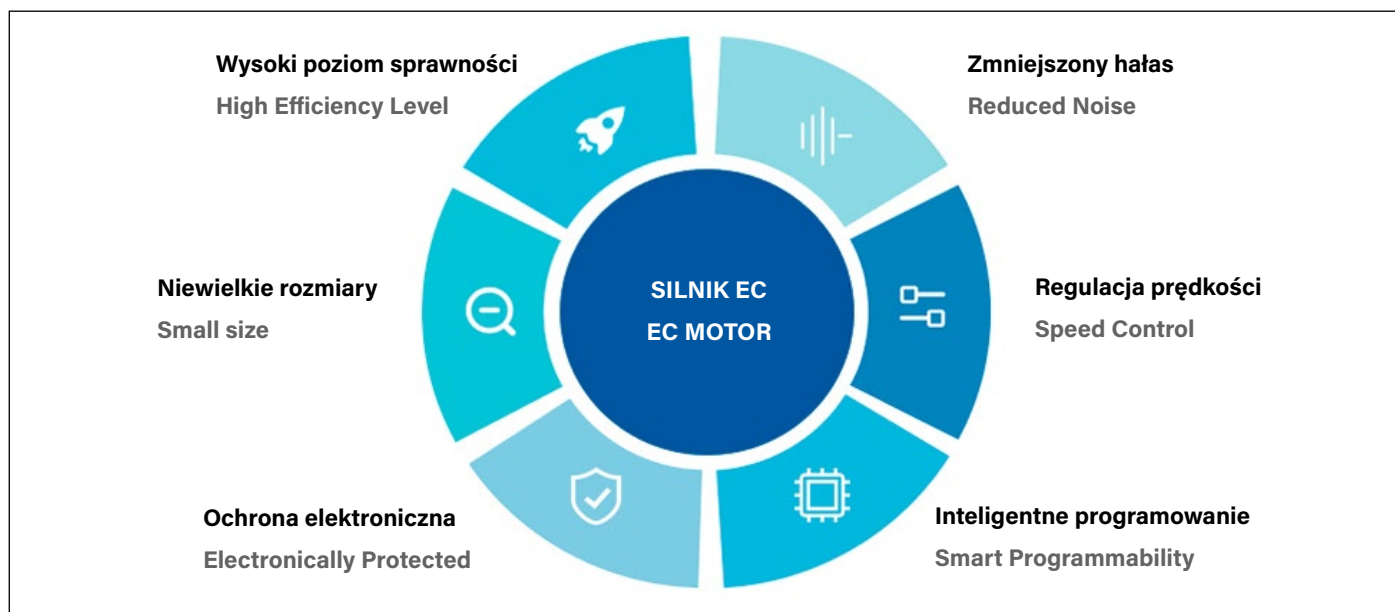 Wysoki poziom sprawności
High Efficiency Level
Zmniejszony hałas
Reduced Noise
Niewielkie rozmiary
Small size
SILNIK EC
EC MOTOR
Regulacja prędkości
Speed Control
Ochrona elektroniczna
Electronically Protected
Inteligentne programowanie
Smart Programmability